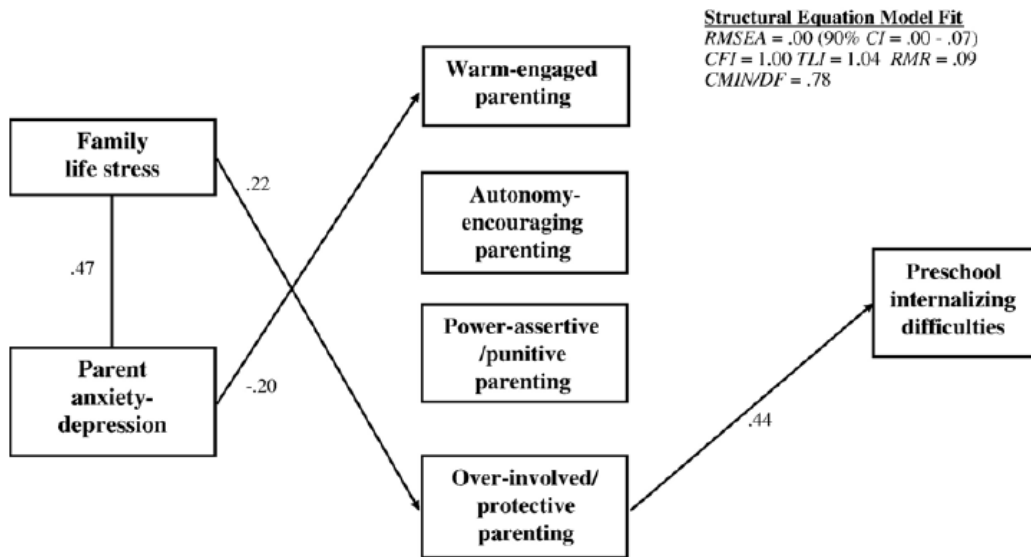 Structural Equation Model Fit
RMSEA = .00 (90% CI = .00 - .07)
CFI = 1.00 TLI = 1.04 RMR = .09
CMIN/DF = .78
Warm-engaged
parenting
Family
life stress
.22
Autonomy-
encouraging
parenting
.47
Preschool
internalizing
difficulties
Power-assertive
/punitive
parenting
Parent
anxiety-
depression
-.20
.44
Over-involved/
protective
parenting